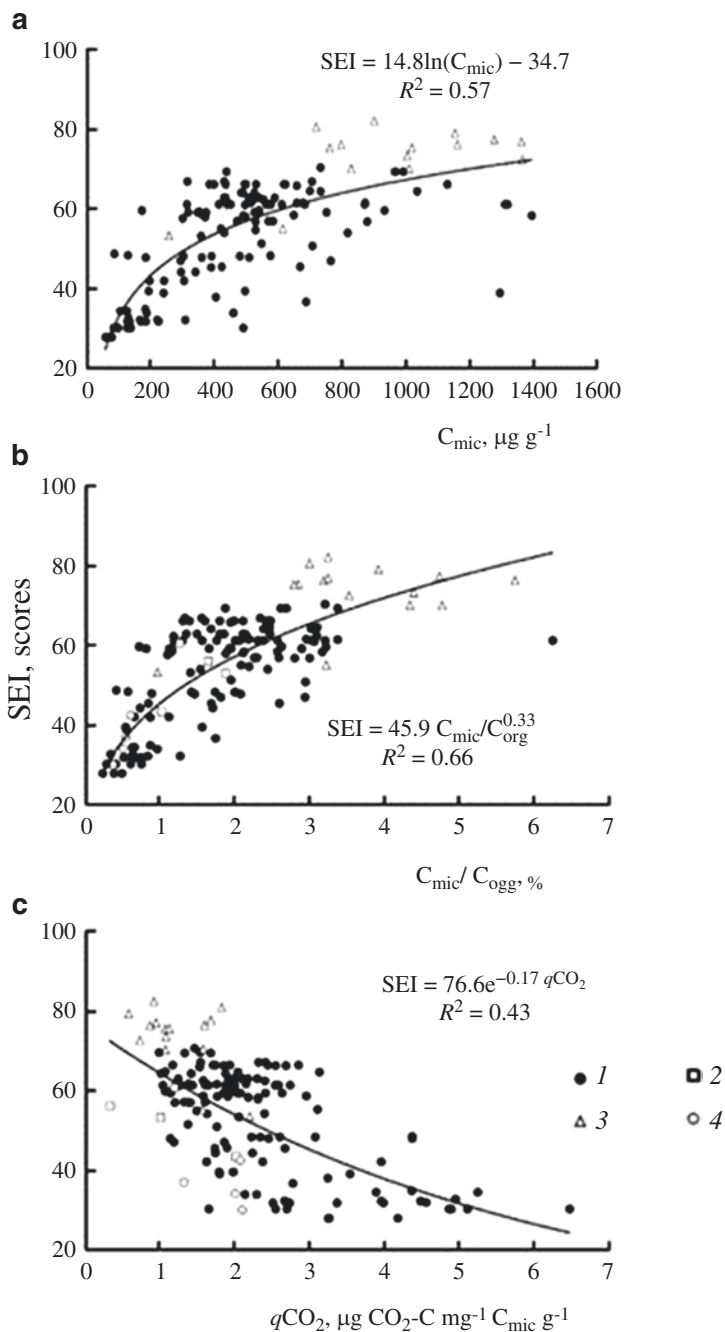 a
SEI = 14.8ln(Cmic) − 34.7
R² = 0.57
100
80
60
40
20
0 200 400 600 800 1000 1200 1400 1600
Cmic, µg g⁻¹
b
SEI, scores
100
80
60
40
20
SEI = 45.9 Cmic/Corg^0.33
R² = 0.66
0 1 2 3 4 5 6 7
Cmic/ Cogg, %
c
100
80
60
40
20
SEI = 76.6e^−0.17 qCO₂
R² = 0.43
1 2
3 4
0 1 2 3 4 5 6 7
qCO₂, µg CO₂-C mg⁻¹ Cmic g⁻¹